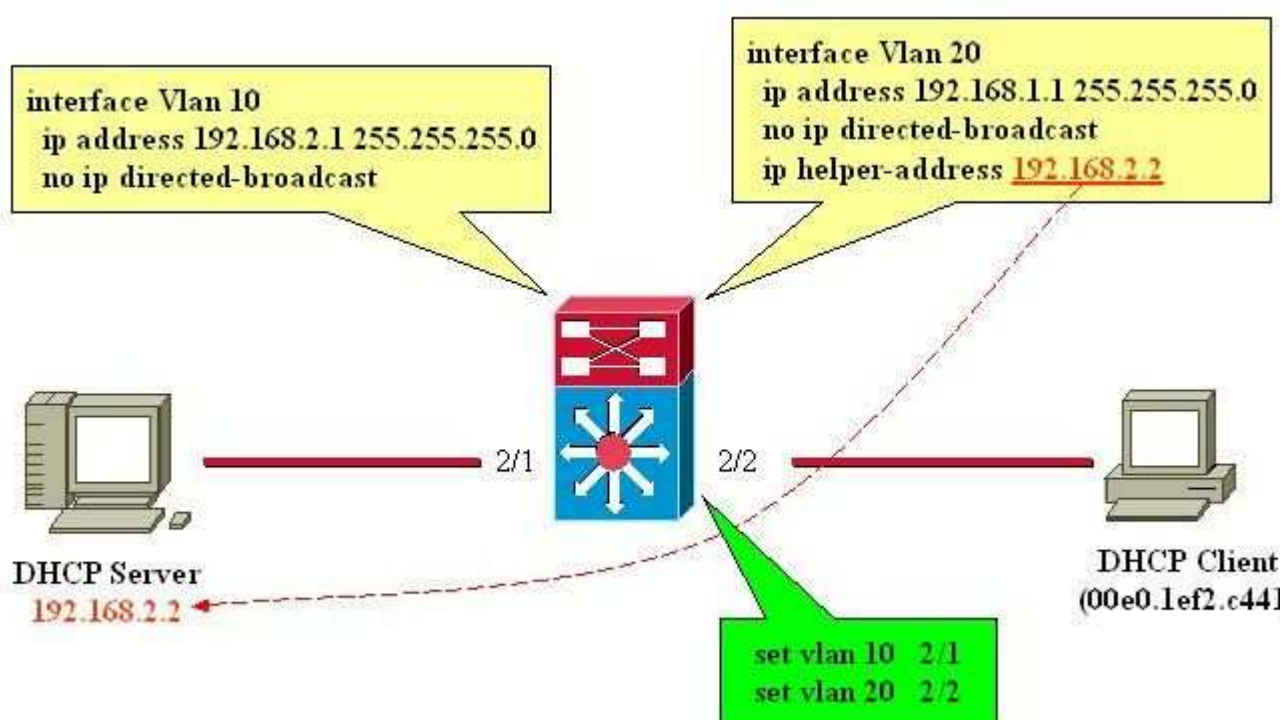 interface Vlan 10
ip address 192.168.2.1 255.255.255.0
no ip directed-broadcast
interface Vlan 20
ip address 192.168.1.1 255.255.255.0
no ip directed-broadcast
ip helper-address 192.168.2.2
2/1
2/2
DHCP Server
192.168.2.2
DHCP Client
(00e0.1ef2.c441
set vlan 10 2/1
set vlan 20 2/2